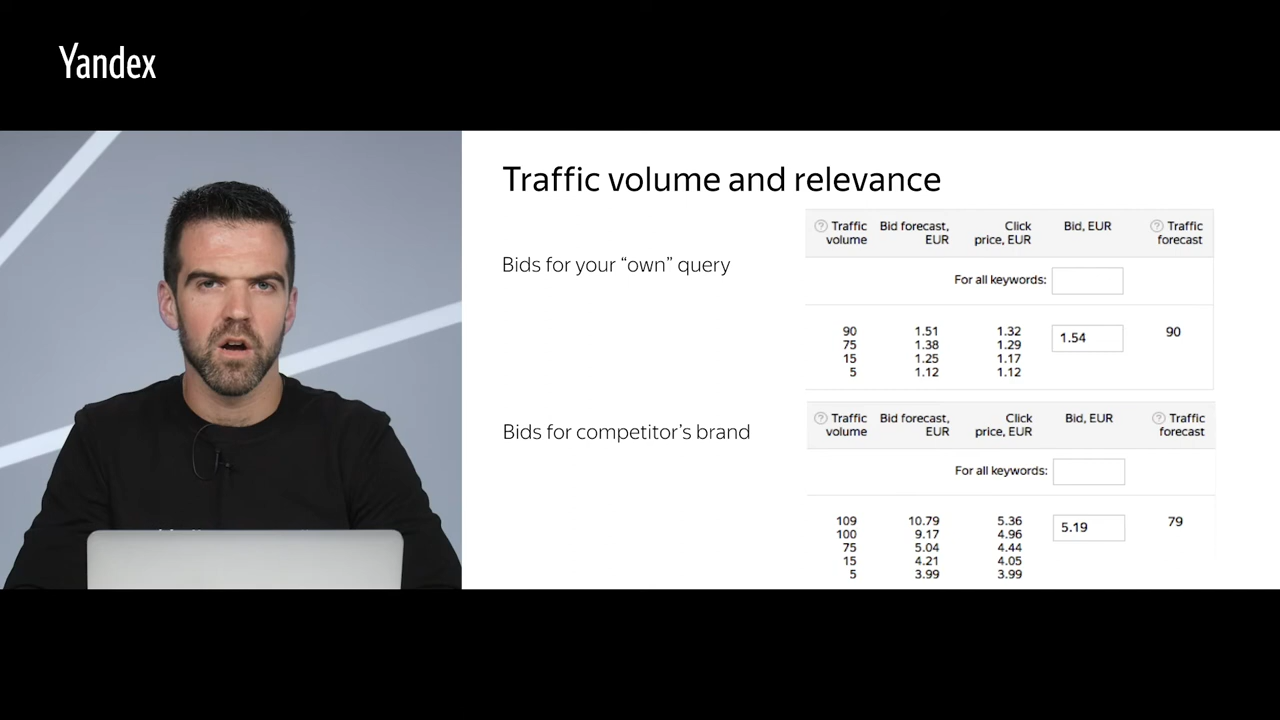 Yandex
Traffic volume and relevance
Bids for your “own” query
? Traffic volume Bid forecast, EUR Click price, EUR Bid, EUR ? Traffic forecast
For all keywords:
90 1.51 1.32 1.54 90
75 1.38 1.29
15 1.25 1.17
5 1.12 1.12
Bids for competitor’s brand
? Traffic volume Bid forecast, EUR Click price, EUR Bid, EUR ? Traffic forecast
For all keywords:
109 10.79 5.36 5.19 79
100 9.17 4.96
75 5.04 4.44
15 4.21 4.05
5 3.99 3.99